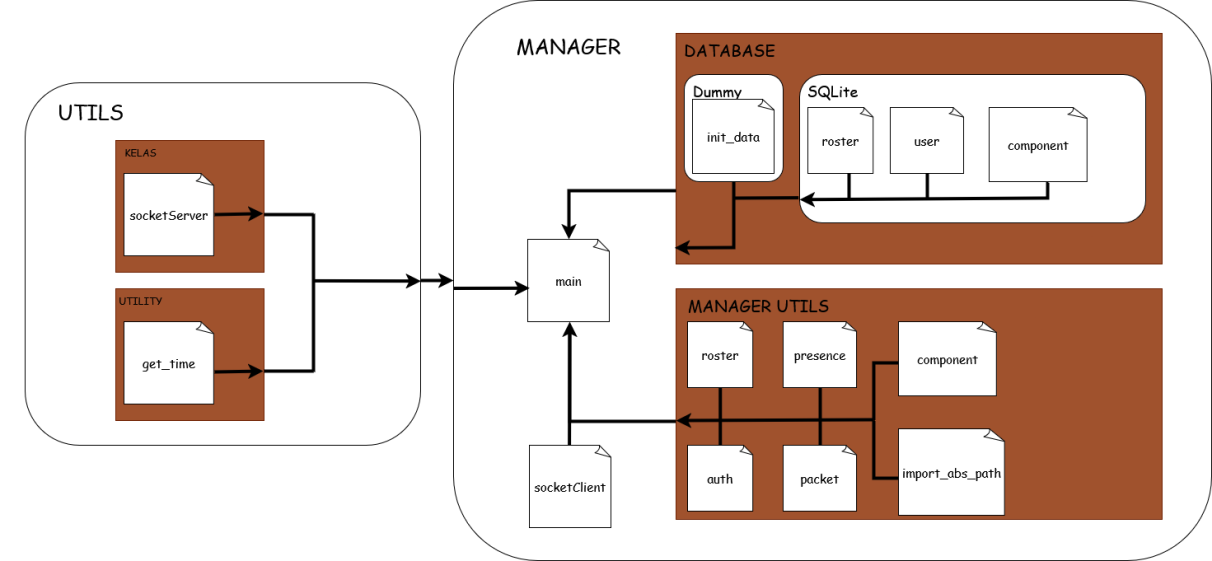 UTILS
KELAS
socketServer
UTILITY
get_time
MANAGER
main
socketClient
DATABASE
Dummy
init_data
SQLite
roster
user
component
MANAGER UTILS
roster
presence
component
auth
packet
import_abs_path